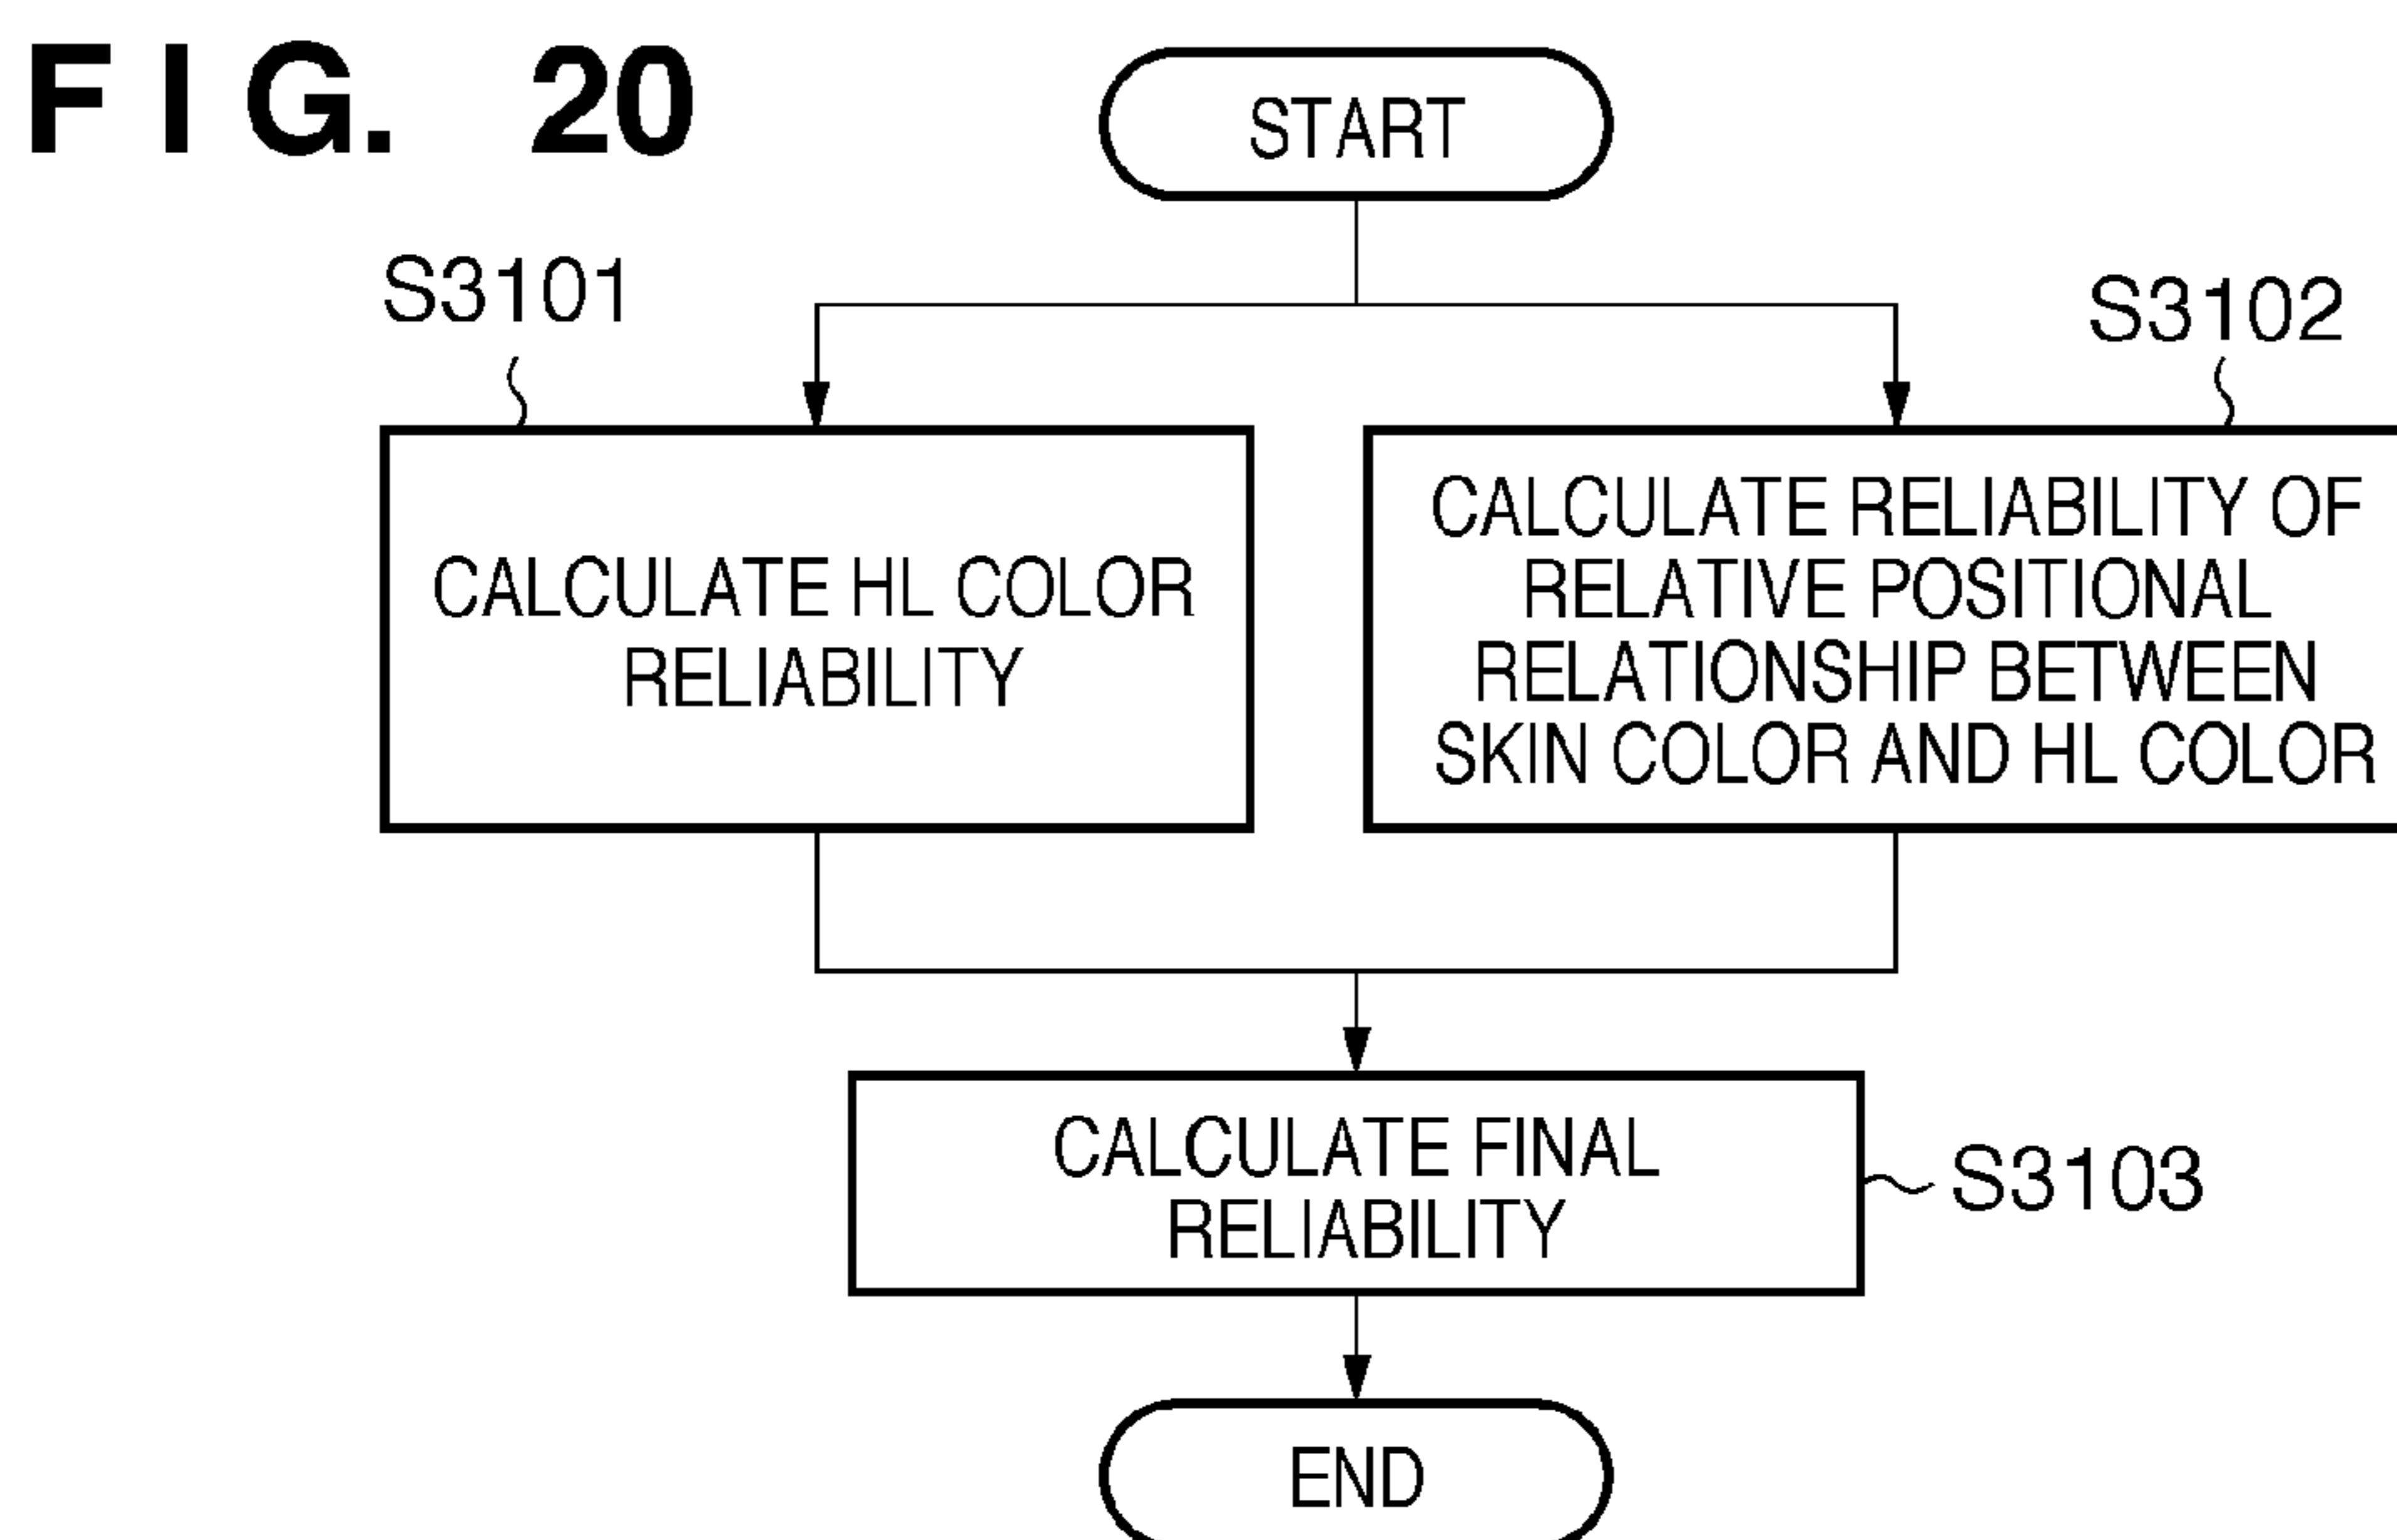 FIG. 20
START
S3101
S3102
CALCULATE HL COLOR
RELIABILITY
CALCULATE RELIABILITY OF
RELATIVE POSITIONAL
RELATIONSHIP BETWEEN
SKIN COLOR AND HL COLOR
CALCULATE FINAL
RELIABILITY
S3103
END